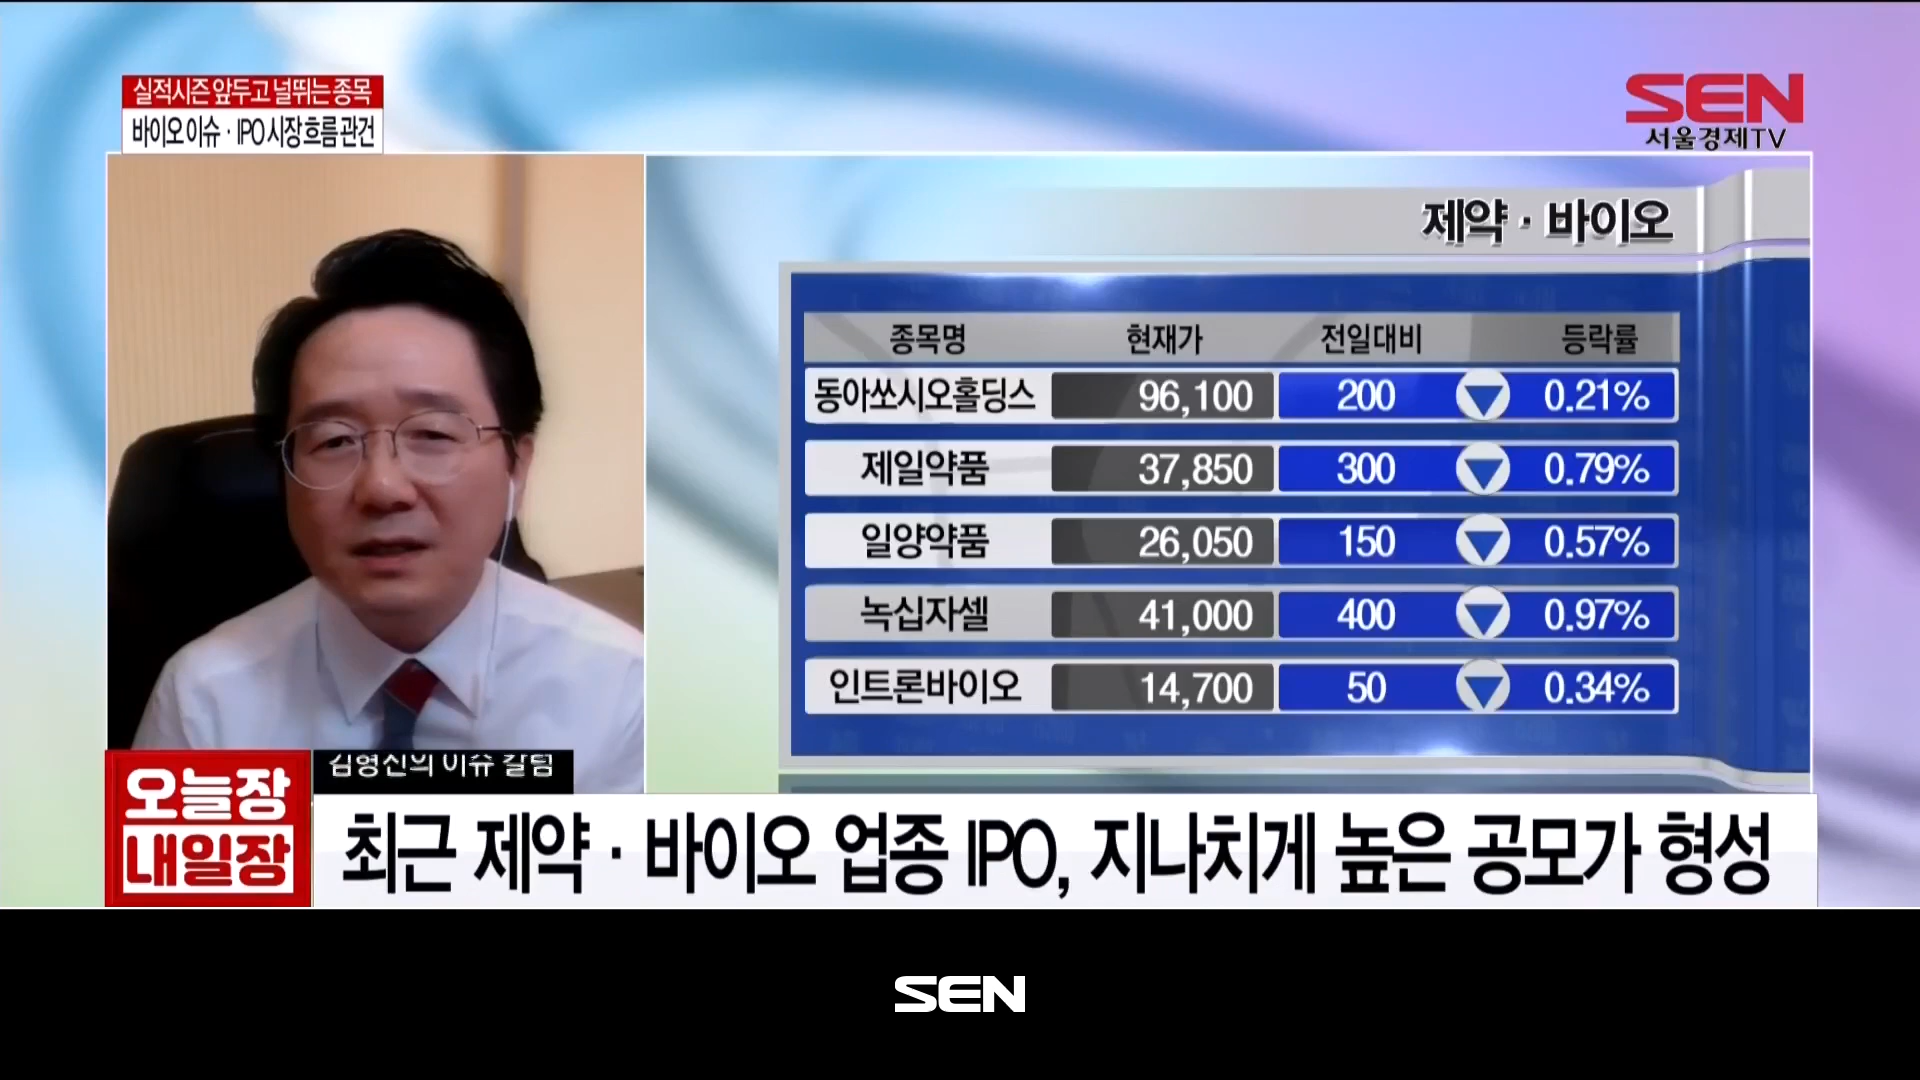 실적시즌 앞두고 널뛰는 종목
바이오 이슈 · IPO 시장 흐름 관건
SEN
서울경제TV
제약 · 바이오
종목명 현재가 전일대비 등락률
동아쏘시오홀딩스 96,100 200 ▼ 0.21%
제일약품 37,850 300 ▼ 0.79%
일양약품 26,050 150 ▼ 0.57%
녹십자셀 41,000 400 ▼ 0.97%
인트론바이오 14,700 50 ▼ 0.34%
이슈 칼럼
오늘장
내일장
최근 제약 · 바이오 업종 IPO, 지나치게 높은 공모가 형성
SEN